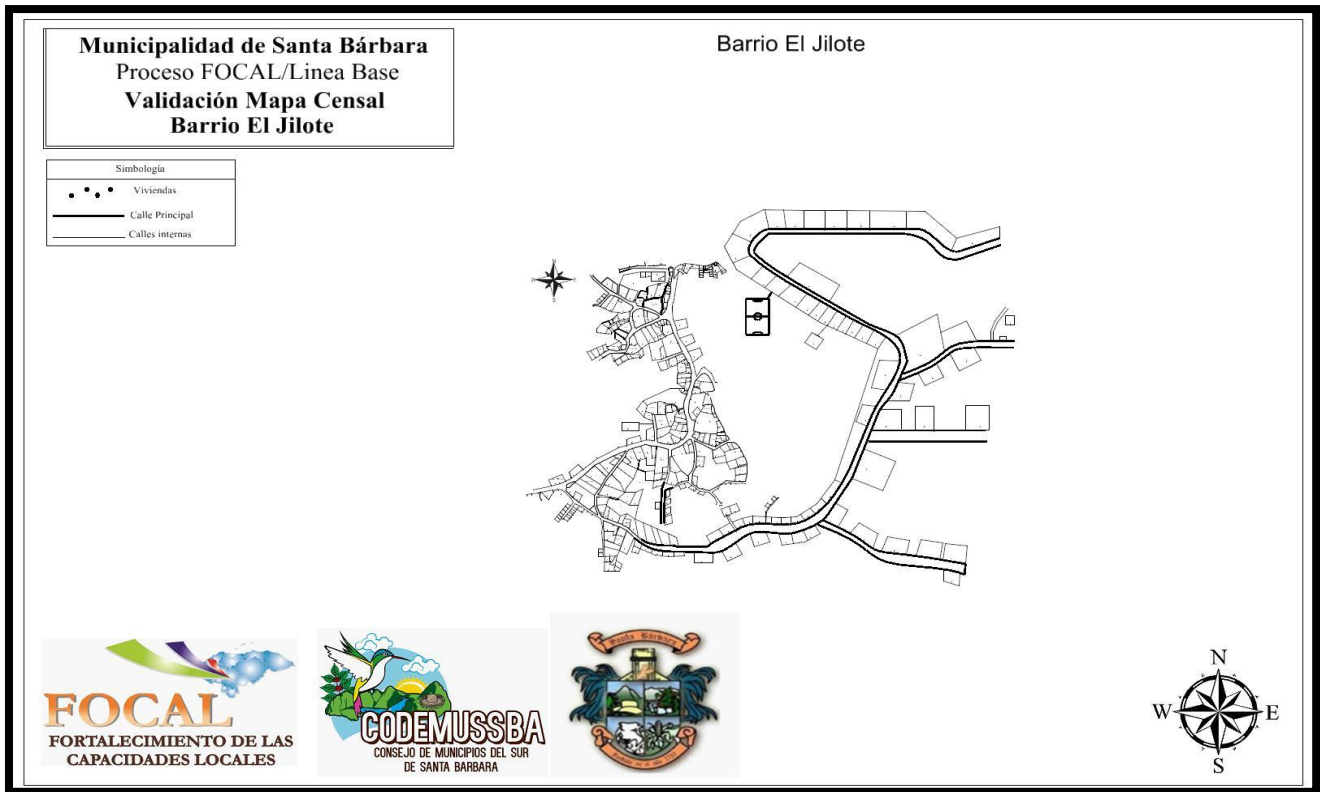 Municipalidad de Santa Bárbara
Proceso FOCAL/Linea Base
Validación Mapa Censal
Barrio El Jilote
Barrio El Jilote
Simbología
Viviendas
Calle Principal
Calles internas
FOCAL
FORTALECIMIENTO DE LAS
CAPACIDADES LOCALES
CODEMUSSBA
CONSEJO DE MUNICIPIOS DEL SUR
DE SANTA BARBARA
Santa Bárbara
N
W E
S